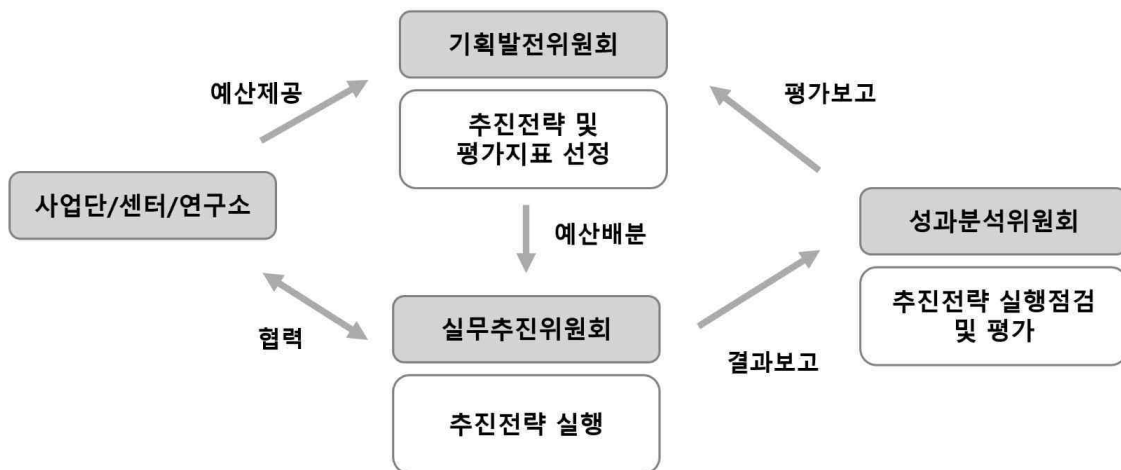 기획발전위원회
예산제공
평가보고
추진전략 및
평가지표 선정
사업단/센터/연구소
성과분석위원회
예산배분
추진전략 실행점검
및 평가
실무추진위원회
협력
결과보고
추진전략 실행